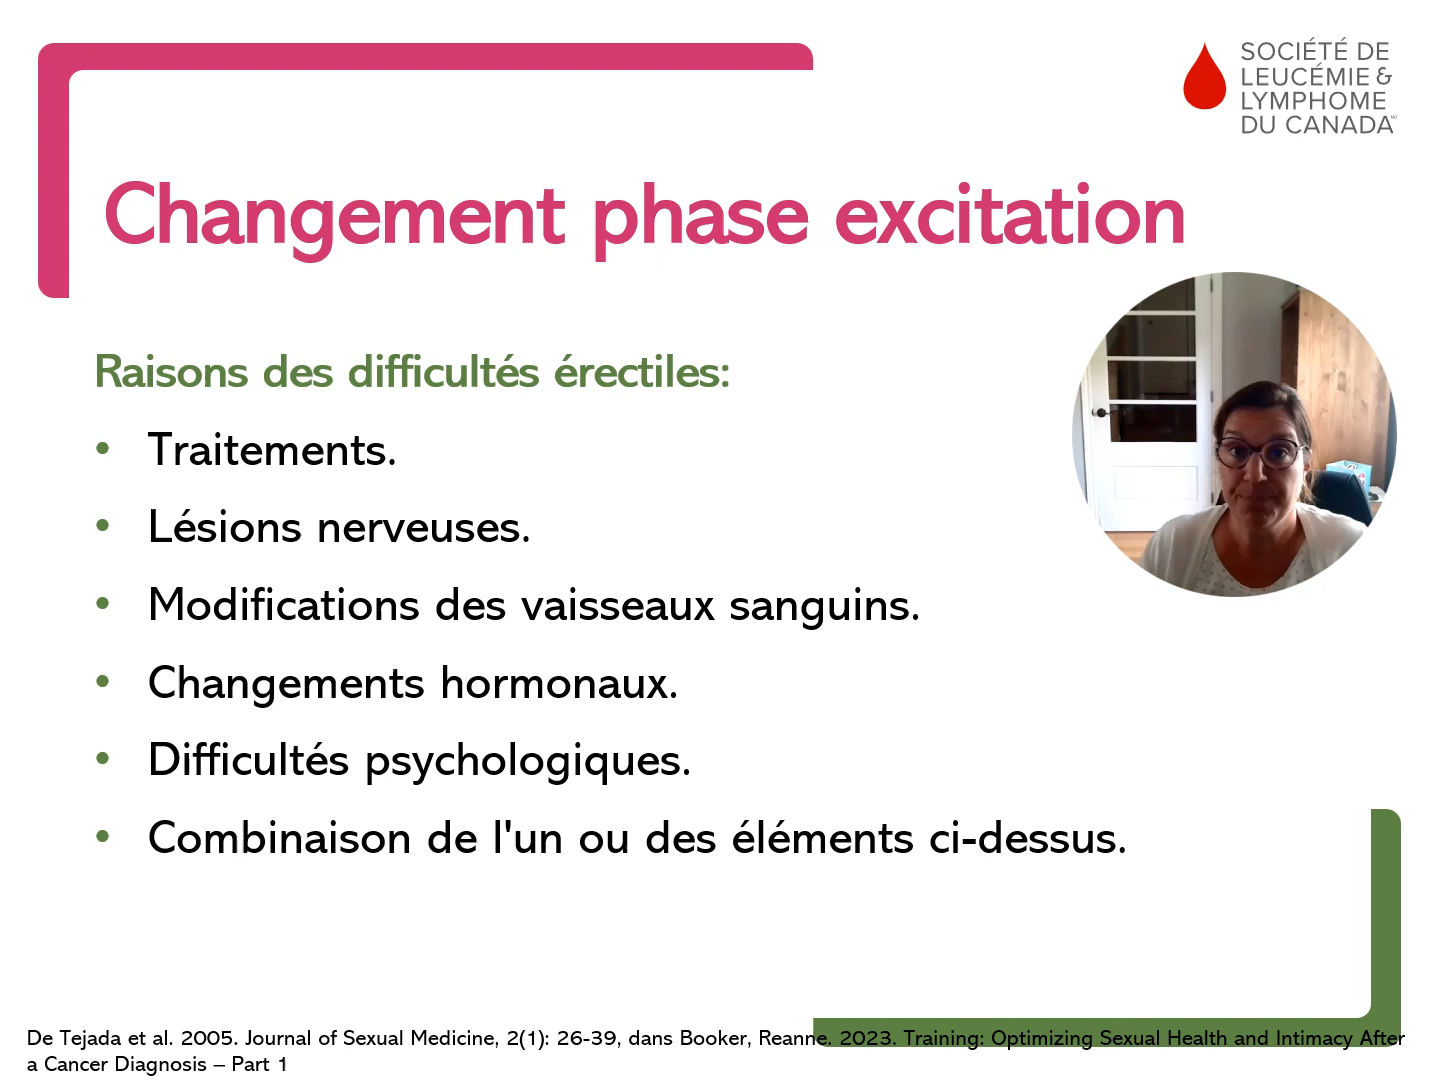 SOCIÉTÉ DE
LEUCÉMIE &
LYMPHOME
DU CANADA
Changement phase excitation
Raisons des difficultés érectiles:
• Traitements.
• Lésions nerveuses.
• Modifications des vaisseaux sanguins.
• Changements hormonaux.
• Difficultés psychologiques.
• Combinaison de l'un ou des éléments ci-dessus.
De Tejada et al. 2005. Journal of Sexual Medicine, 2(1): 26-39, dans Booker, Reanne. 2023. Training: Optimizing Sexual Health and Intimacy After
a Cancer Diagnosis – Part 1